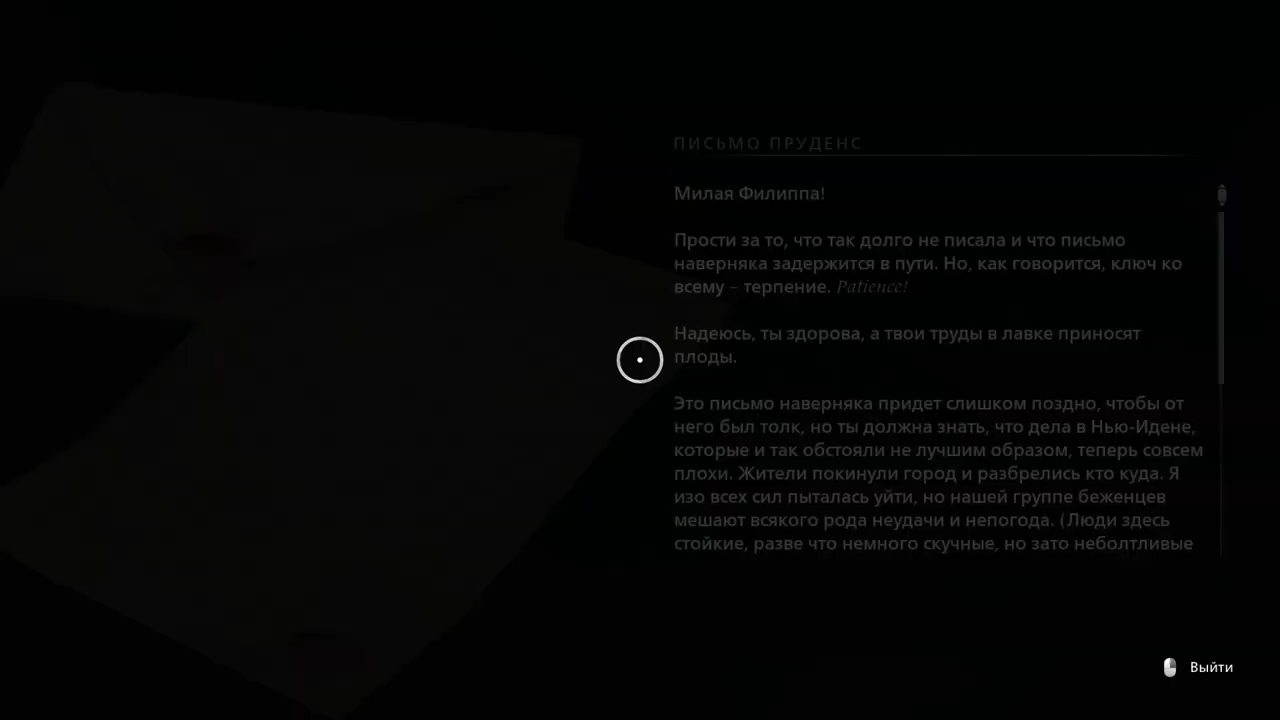 ПИСЬМО ПРУДЕНС
Милая Филиппа!
Прости за то, что так долго не писала и что письмо
наверняка задержится в пути. Но, как говорится, ключ ко
всему – терпение. Patience!
Надеюсь, ты здорова, а твои труды в лавке приносят
плоды.
Это письмо наверняка придет слишком поздно, чтобы от
него был толк, но ты должна знать, что дела в Нью-Идене,
которые и так обстояли не лучшим образом, теперь совсем
плохи. Жители покинули город и разбрелись кто куда. Я
изо всех сил пыталась уйти, но нашей группе беженцев
мешают всякого рода неудачи и непогода. (Люди здесь
стойкие, разве что немного скучные, но зато неболтливые
Выйти